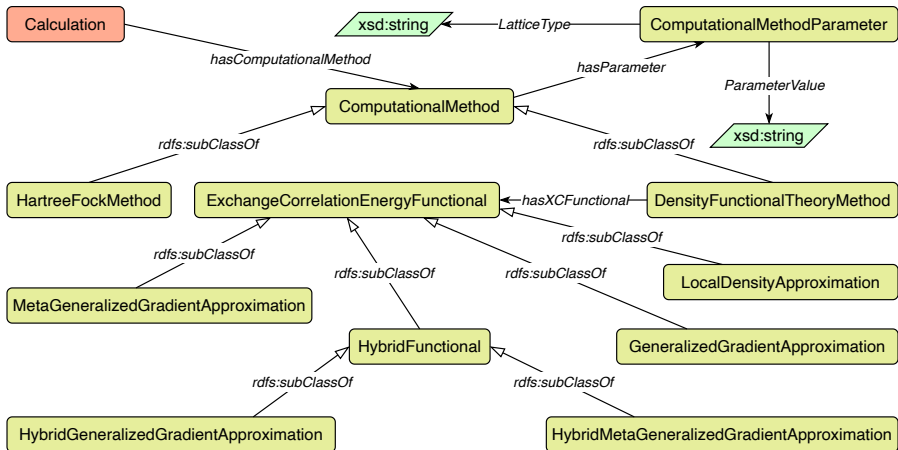 Calculation
xsd:string
LatticeType
ComputationalMethodParameter
hasComputationalMethod
hasParameter
ParameterValue
ComputationalMethod
xsd:string
rdfs:subClassOf
rdfs:subClassOf
HartreeFockMethod
ExchangeCorrelationEnergyFunctional
hasXCFunctional
DensityFunctionalTheoryMethod
rdfs:subClassOf
rdfs:subClassOf
rdfs:subClassOf
rdfs:subClassOf
LocalDensityApproximation
MetaGeneralizedGradientApproximation
HybridFunctional
GeneralizedGradientApproximation
rdfs:subClassOf
rdfs:subClassOf
HybridGeneralizedGradientApproximation
HybridMetaGeneralizedGradientApproximation